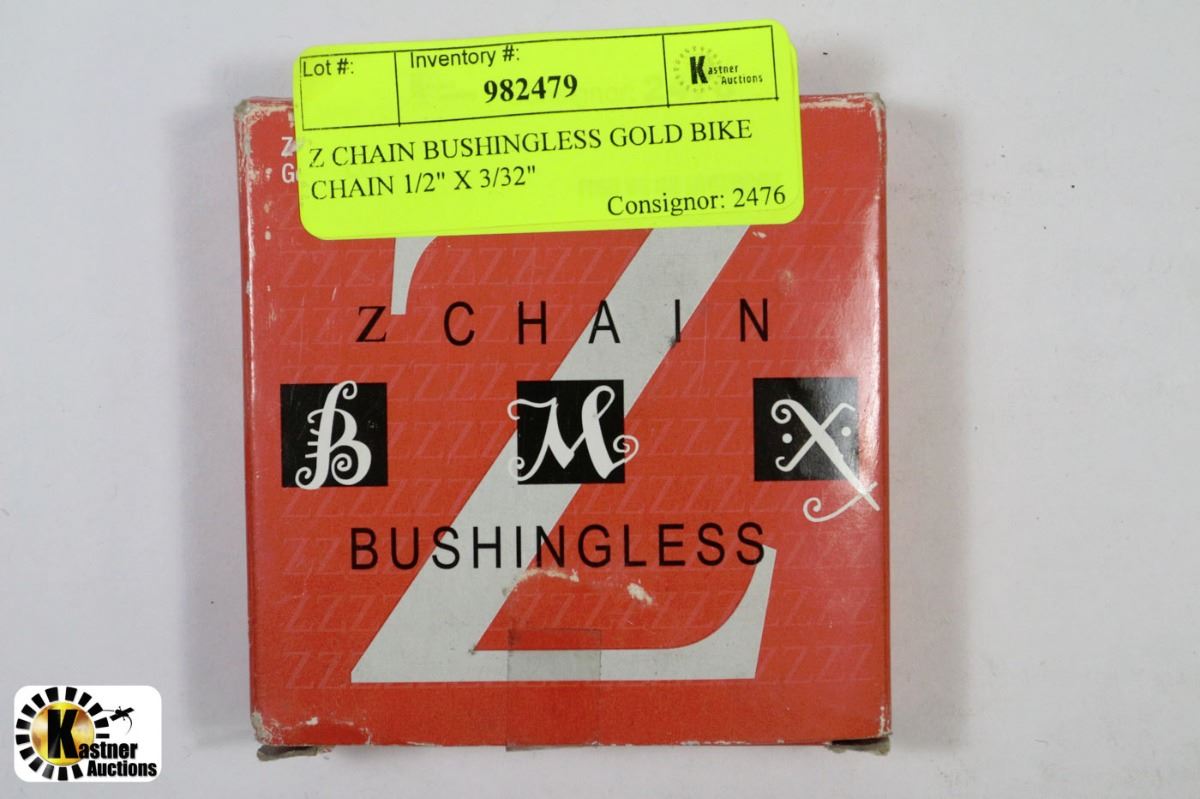 Lot #:
Inventory #:
982479
Kastner
Auctions
Z CHAIN BUSHINGLESS GOLD BIKE
CHAIN 1/2" X 3/32"
Consignor: 2476
Z
Z CHAIN
B M X
BUSHINGLESS
Kastner
Auctions